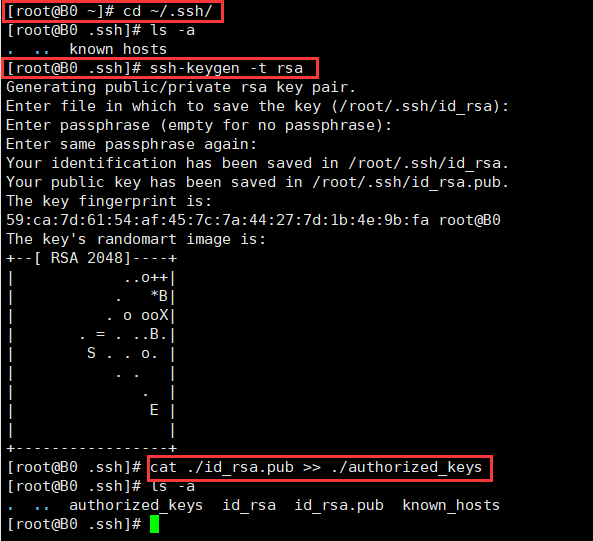 [root@B0 ~]# cd ~/.ssh/
[root@B0 .ssh]# ls -a
.  ..  known hosts
[root@B0 .ssh]# ssh-keygen -t rsa
Generating public/private rsa key pair.
Enter file in which to save the key (/root/.ssh/id_rsa):
Enter passphrase (empty for no passphrase):
Enter same passphrase again:
Your identification has been saved in /root/.ssh/id_rsa.
Your public key has been saved in /root/.ssh/id_rsa.pub.
The key fingerprint is:
59:ca:7d:61:54:af:45:7c:7a:44:27:7d:1b:4e:9b:fa root@B0
The key's randomart image is:
+--[ RSA 2048]----+
|           ..o++|
|          .   *B|
|         . o ooX|
|      . = . ..B.|
|       S . . o. |
|          . .   |
|             .  |
|              E |
|                |
+-----------------+
[root@B0 .ssh]# cat ./id_rsa.pub >> ./authorized_keys
[root@B0 .ssh]# ls -a
.  ..  authorized_keys  id_rsa  id_rsa.pub  known_hosts
[root@B0 .ssh]#